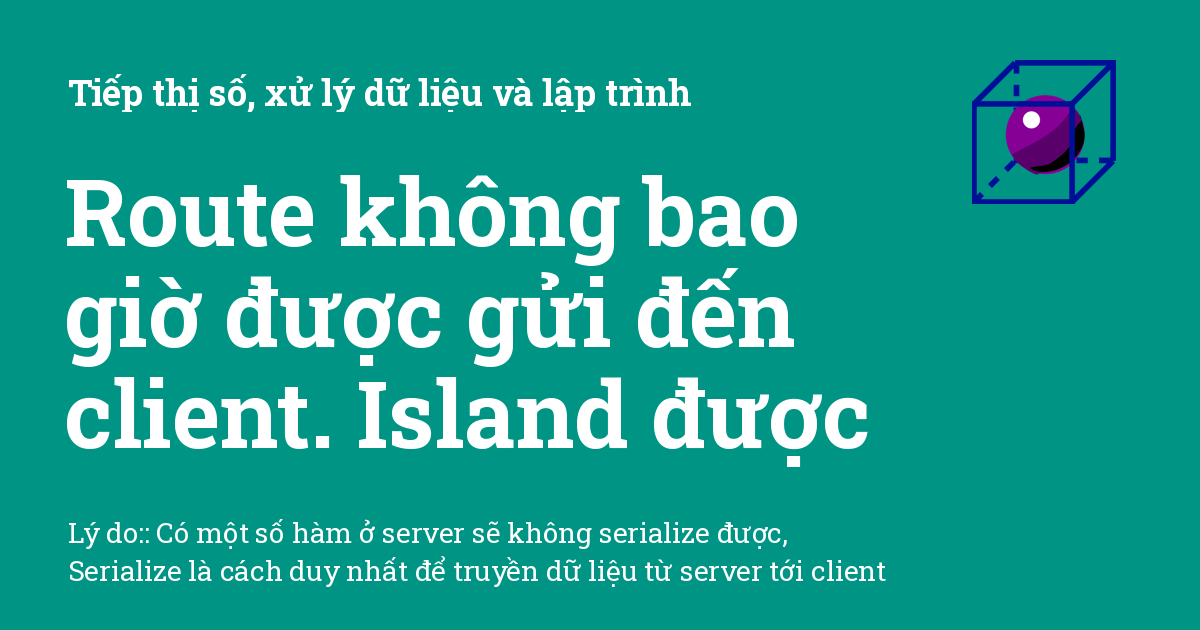 Tiếp thị số, xử lý dữ liệu và lập trình
Route không bao
giờ được gửi đến
client. Island được
Lý do:: Có một số hàm ở server sẽ không serialize được,
Serialize là cách duy nhất để truyền dữ liệu từ server tới client